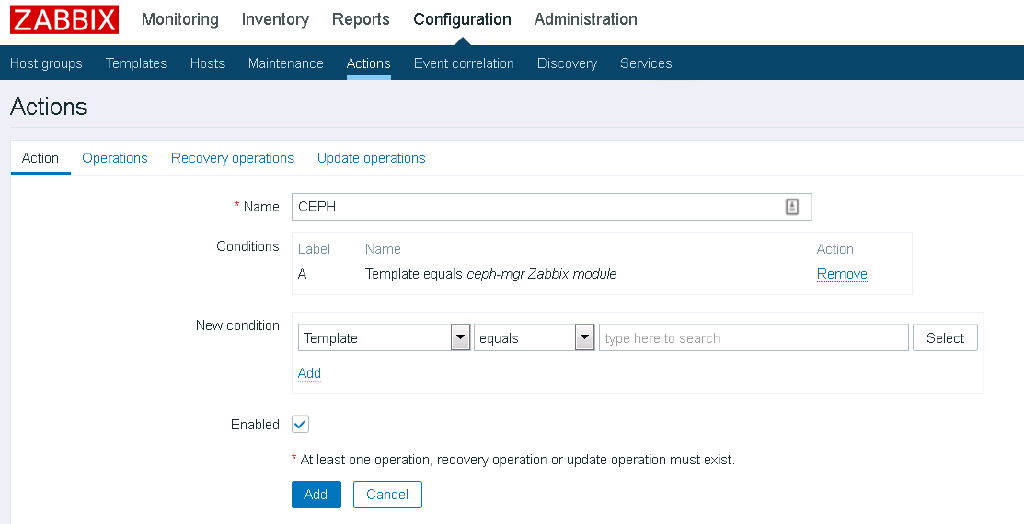 ZABBIX Monitoring Inventory Reports Configuration Administration
Host groups Templates Hosts Maintenance Actions Event correlation Discovery Services
Actions
Action Operations Recovery operations Update operations
* Name CEPH
Conditions Label Name Action
A Template equals ceph-mgr Zabbix module Remove
New condition Template equals type here to search Select
Add
Enabled
* At least one operation, recovery operation or update operation must exist.
Add Cancel